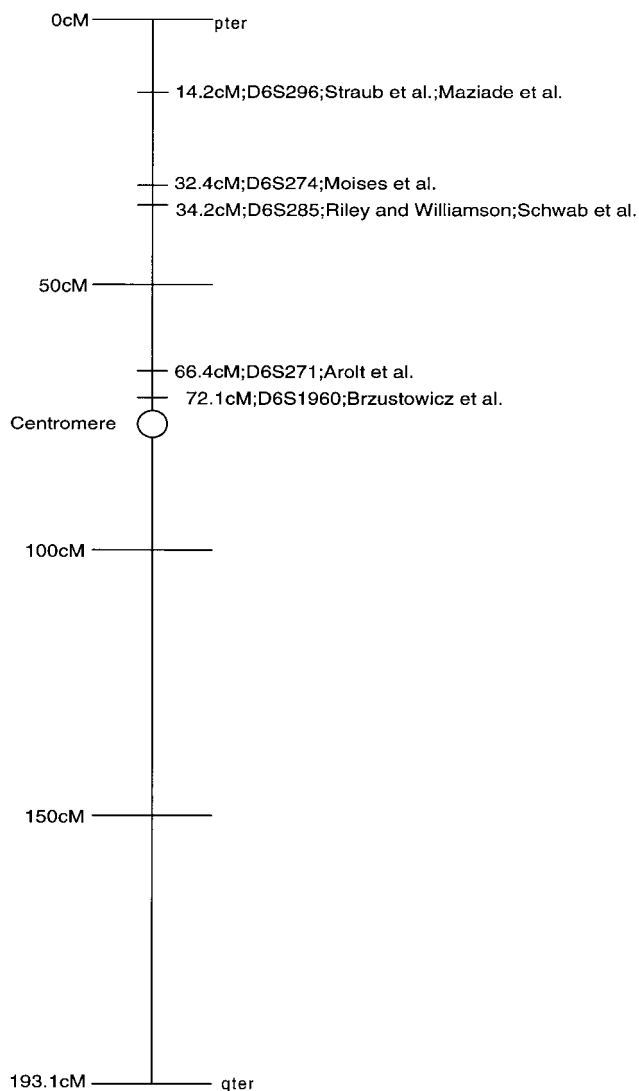 0cM pter
14.2cM;D6S296;Straub et al.;Maziade et al.
32.4cM;D6S274;Moises et al.
34.2cM;D6S285;Riley and Williamson;Schwab et al.
50cM
66.4cM;D6S271;Arolt et al.
72.1cM;D6S1960;Brzustowicz et al.
Centromere
100cM
150cM
193.1cM qter